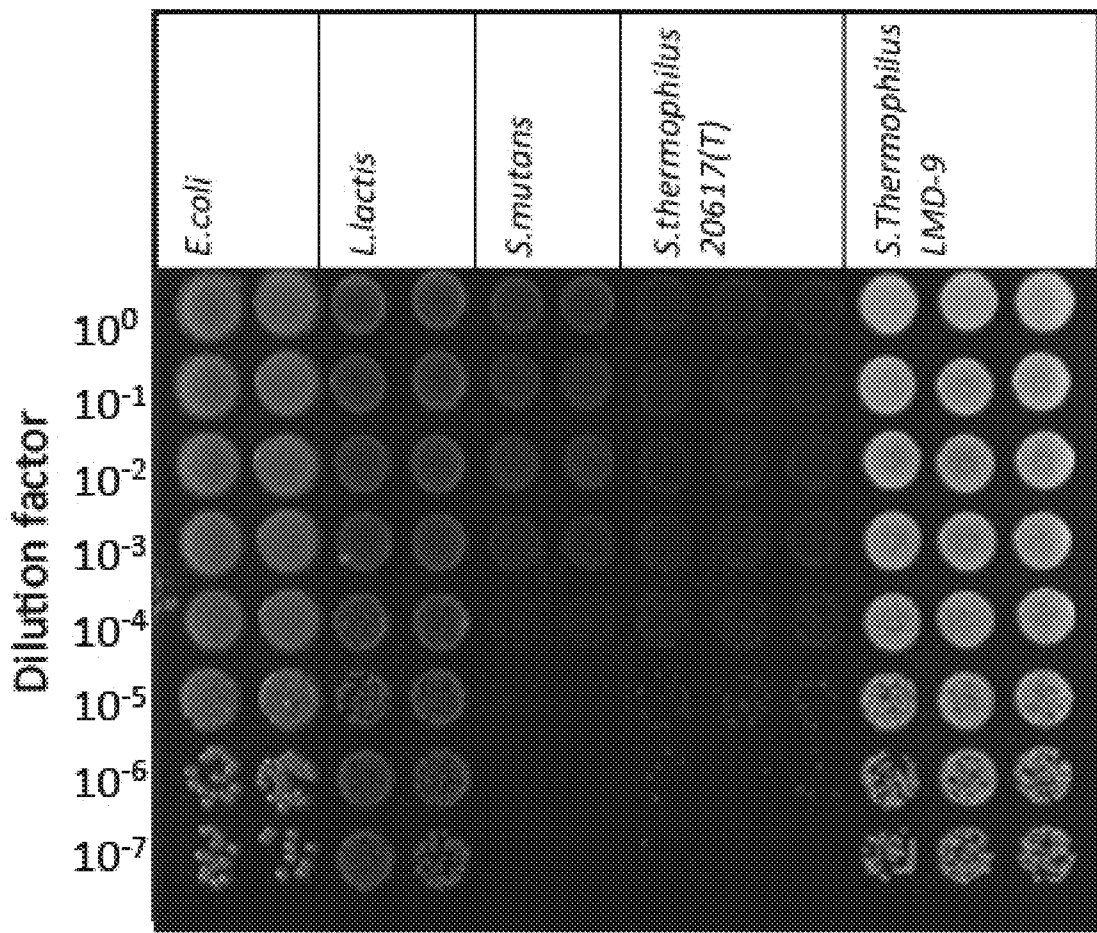 E.coli
L.lactis
S.mutans
S.thermophilus
20617(T)
S.Thermophilus
LMD-9
Dilution factor
10⁰
10⁻¹
10⁻²
10⁻³
10⁻⁴
10⁻⁵
10⁻⁶
10⁻⁷